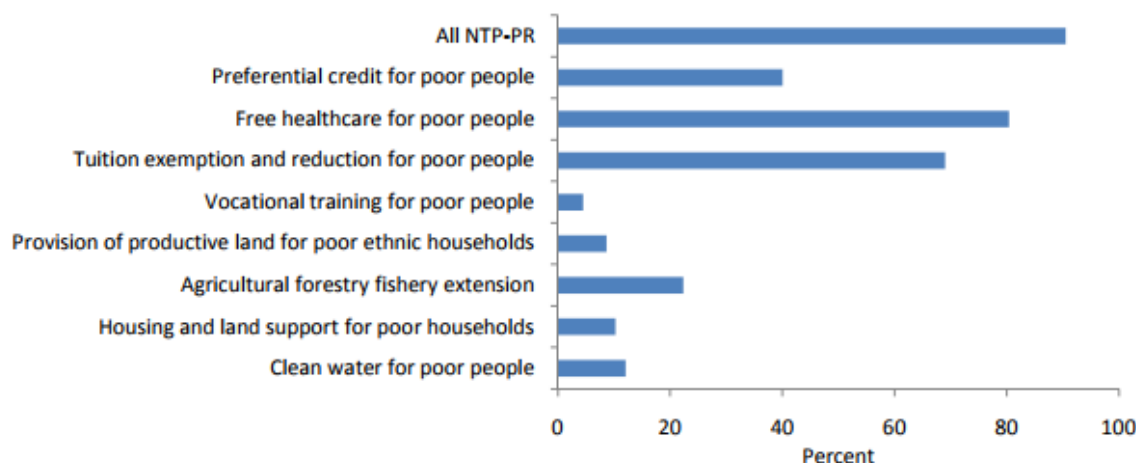 All NTP-PR
Preferential credit for poor people
Free healthcare for poor people
Tuition exemption and reduction for poor people
Vocational training for poor people
Provision of productive land for poor ethnic households
Agricultural forestry fishery extension
Housing and land support for poor households
Clean water for poor people
0 20 40 60 80 100
Percent